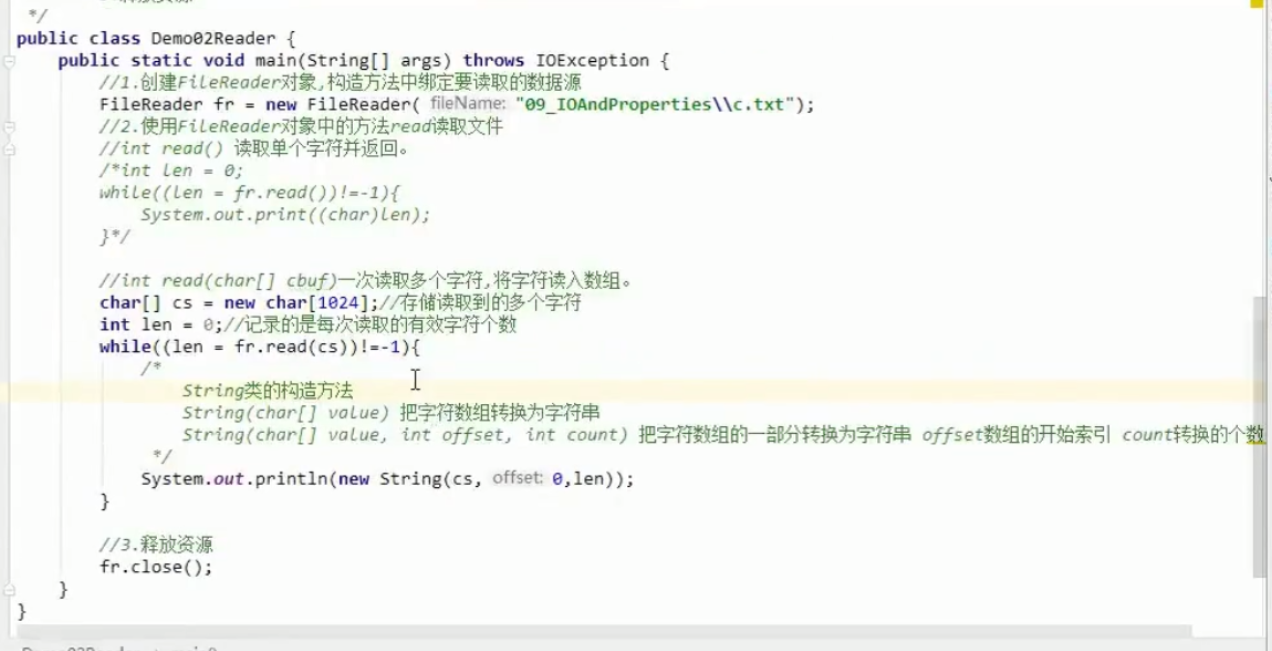 */
public class Demo02Reader {
    public static void main(String[] args) throws IOException {
        //1.创建FileReader对象,构造方法中绑定要读取的数据源
        FileReader fr = new FileReader( fileName: "09_IOAndProperties\\c.txt");
        //2.使用FileReader对象中的方法read读取文件
        //int read() 读取单个字符并返回。
        /*int len = 0;
        while((len = fr.read())!=-1){
            System.out.print((char)len);
        }*/
        //int read(char[] cbuf)一次读取多个字符,将字符读入数组。
        char[] cs = new char[1024];//存储读取到的多个字符
        int len = 0;//记录的是每次读取的有效字符个数
        while((len = fr.read(cs))!=-1){
            /*
                String类的构造方法
                String(char[] value) 把字符数组转换为字符串
                String(char[] value, int offset, int count) 把字符数组的一部分转换为字符串 offset数组的开始索引 count转换的个数
             */
            System.out.println(new String(cs, offset: 0,len));
        }
        //3.释放资源
        fr.close();
    }
}